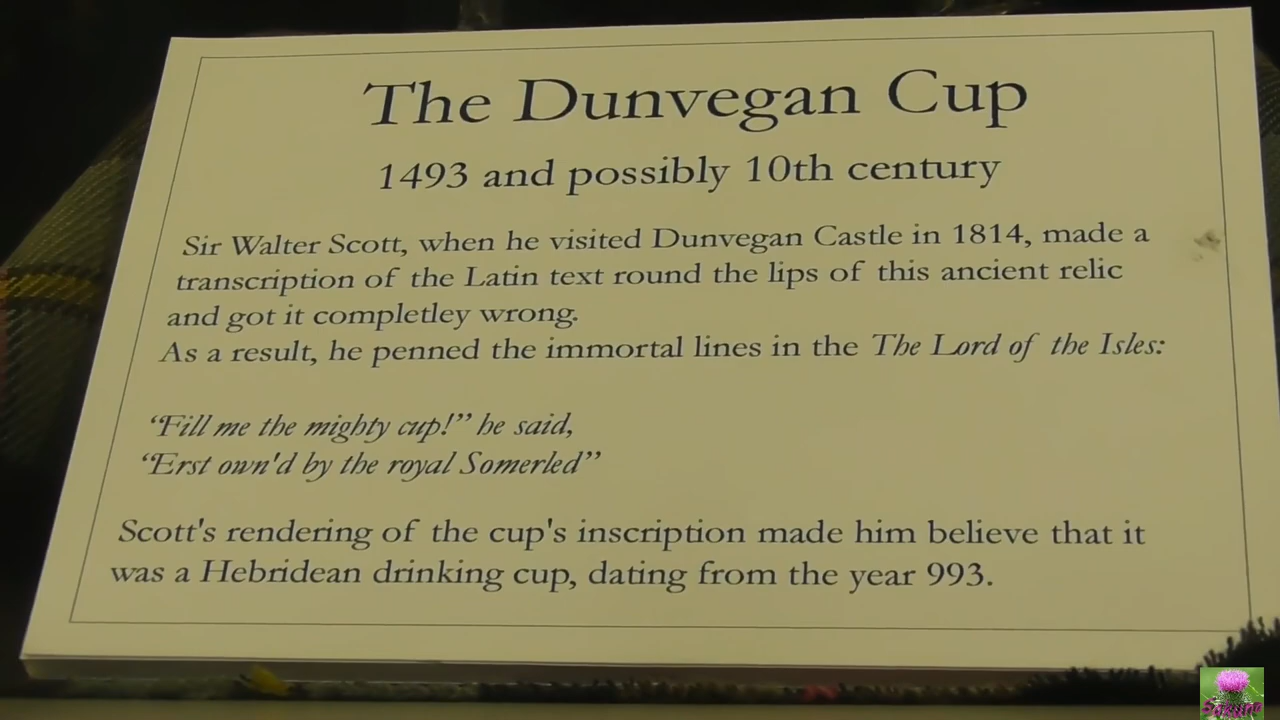 The Dunvegan Cup
1493 and possibly 10th century
Sir Walter Scott, when he visited Dunvegan Castle in 1814, made a
transcription of the Latin text round the lips of this ancient relic
and got it completley wrong.
As a result, he penned the immortal lines in the The Lord of the Isles:
“Fill me the mighty cup!” he said,
“Erst own'd by the royal Somerled”
Scott's rendering of the cup's inscription made him believe that it
was a Hebridean drinking cup, dating from the year 993.